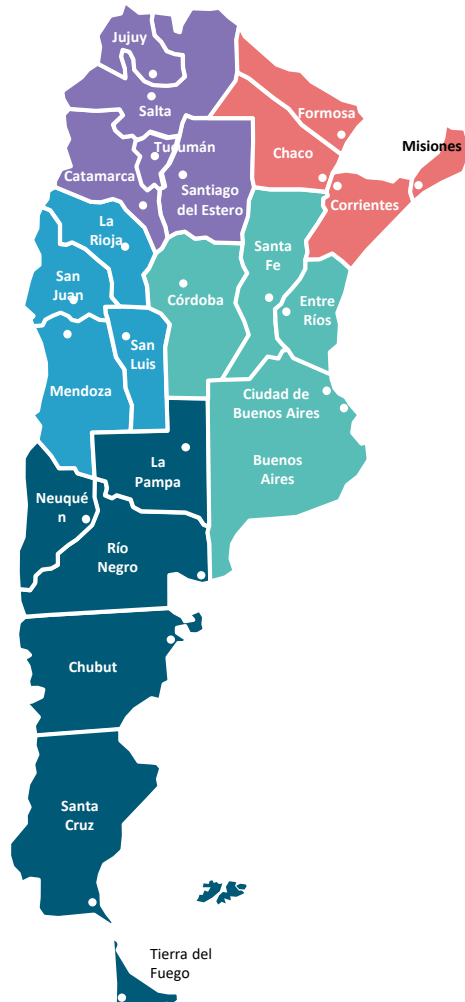 Jujuy
Salta
Formosa
Chaco
Misiones
Tucumán
Catamarca
Santiago
del Estero
Corrientes
La
Rioja
Santa
Fe
San
Juan
Córdoba
Entre
Ríos
San
Luis
Mendoza
Ciudad de
Buenos Aires
Buenos
Aires
La
Pampa
Neuqué
n
Río
Negro
Chubut
Santa
Cruz
Tierra del
Fuego